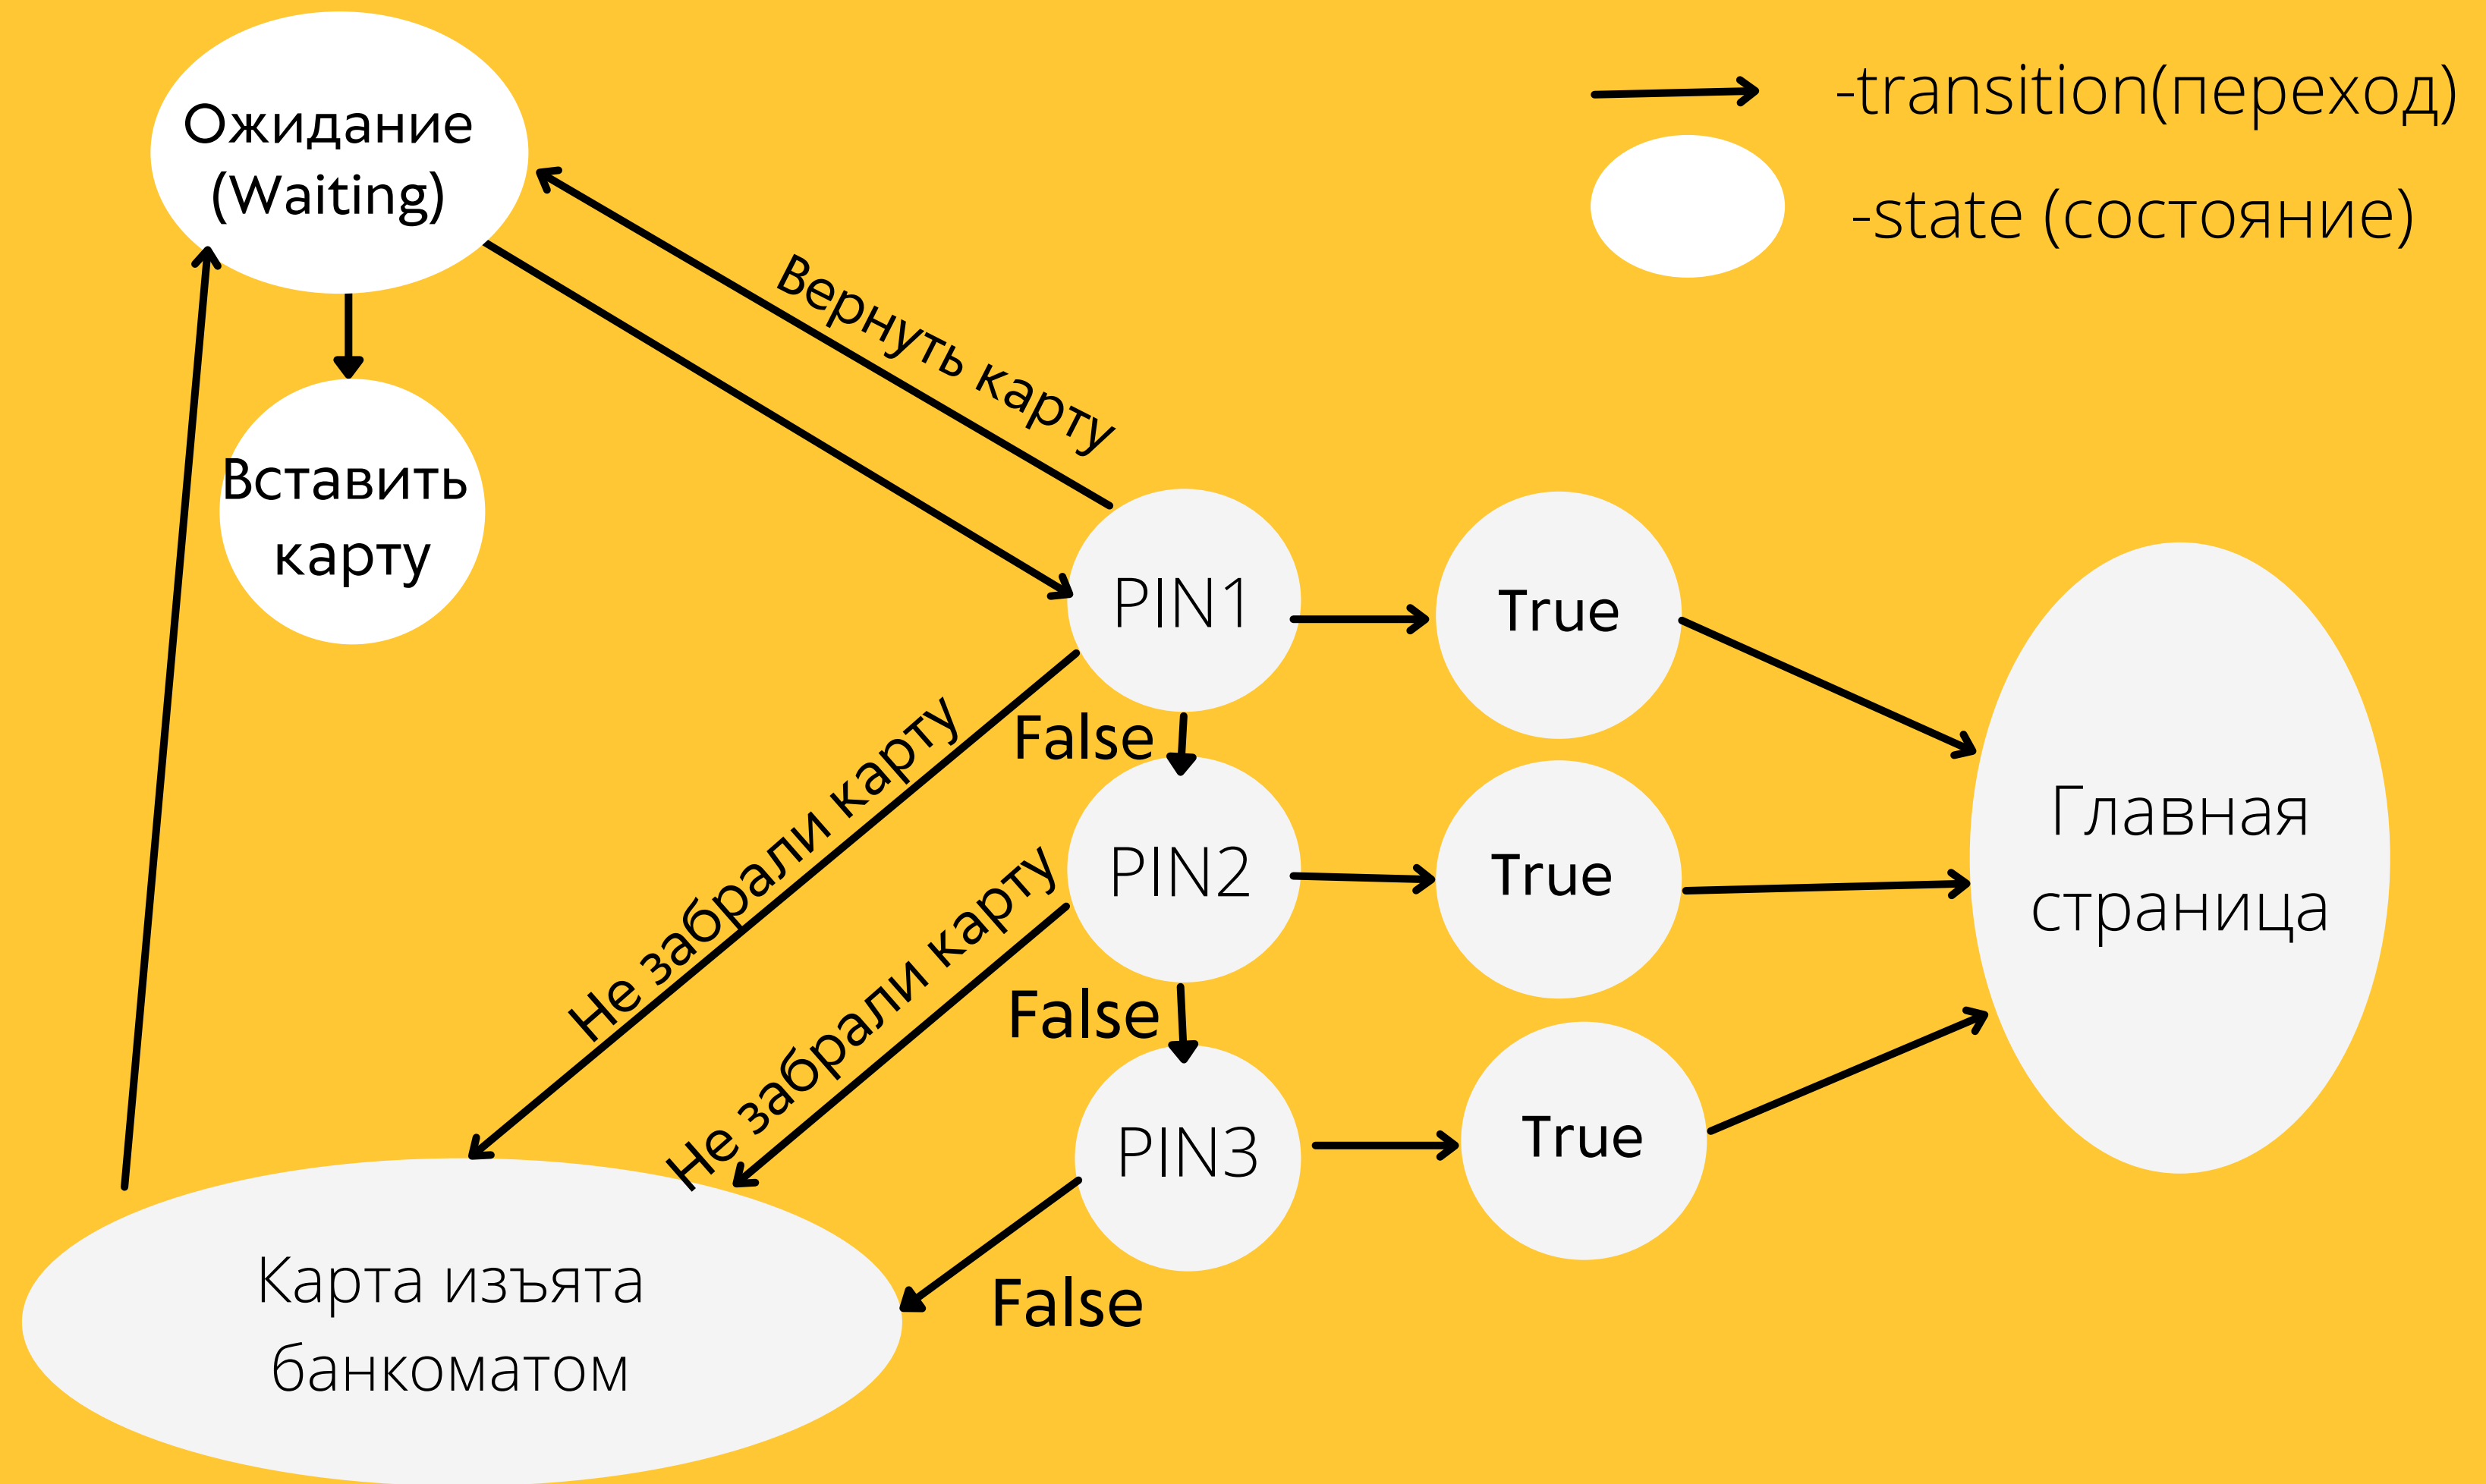 Ожидание
(Waiting)
-transition(переход)
-state (состояние)
Вернуть карту
Вставить
карту
PIN1
True
False
Не забрали карту
PIN2
True
Главная
страница
False
Не забрали карту
PIN3
True
False
Карта изъята
банкоматом